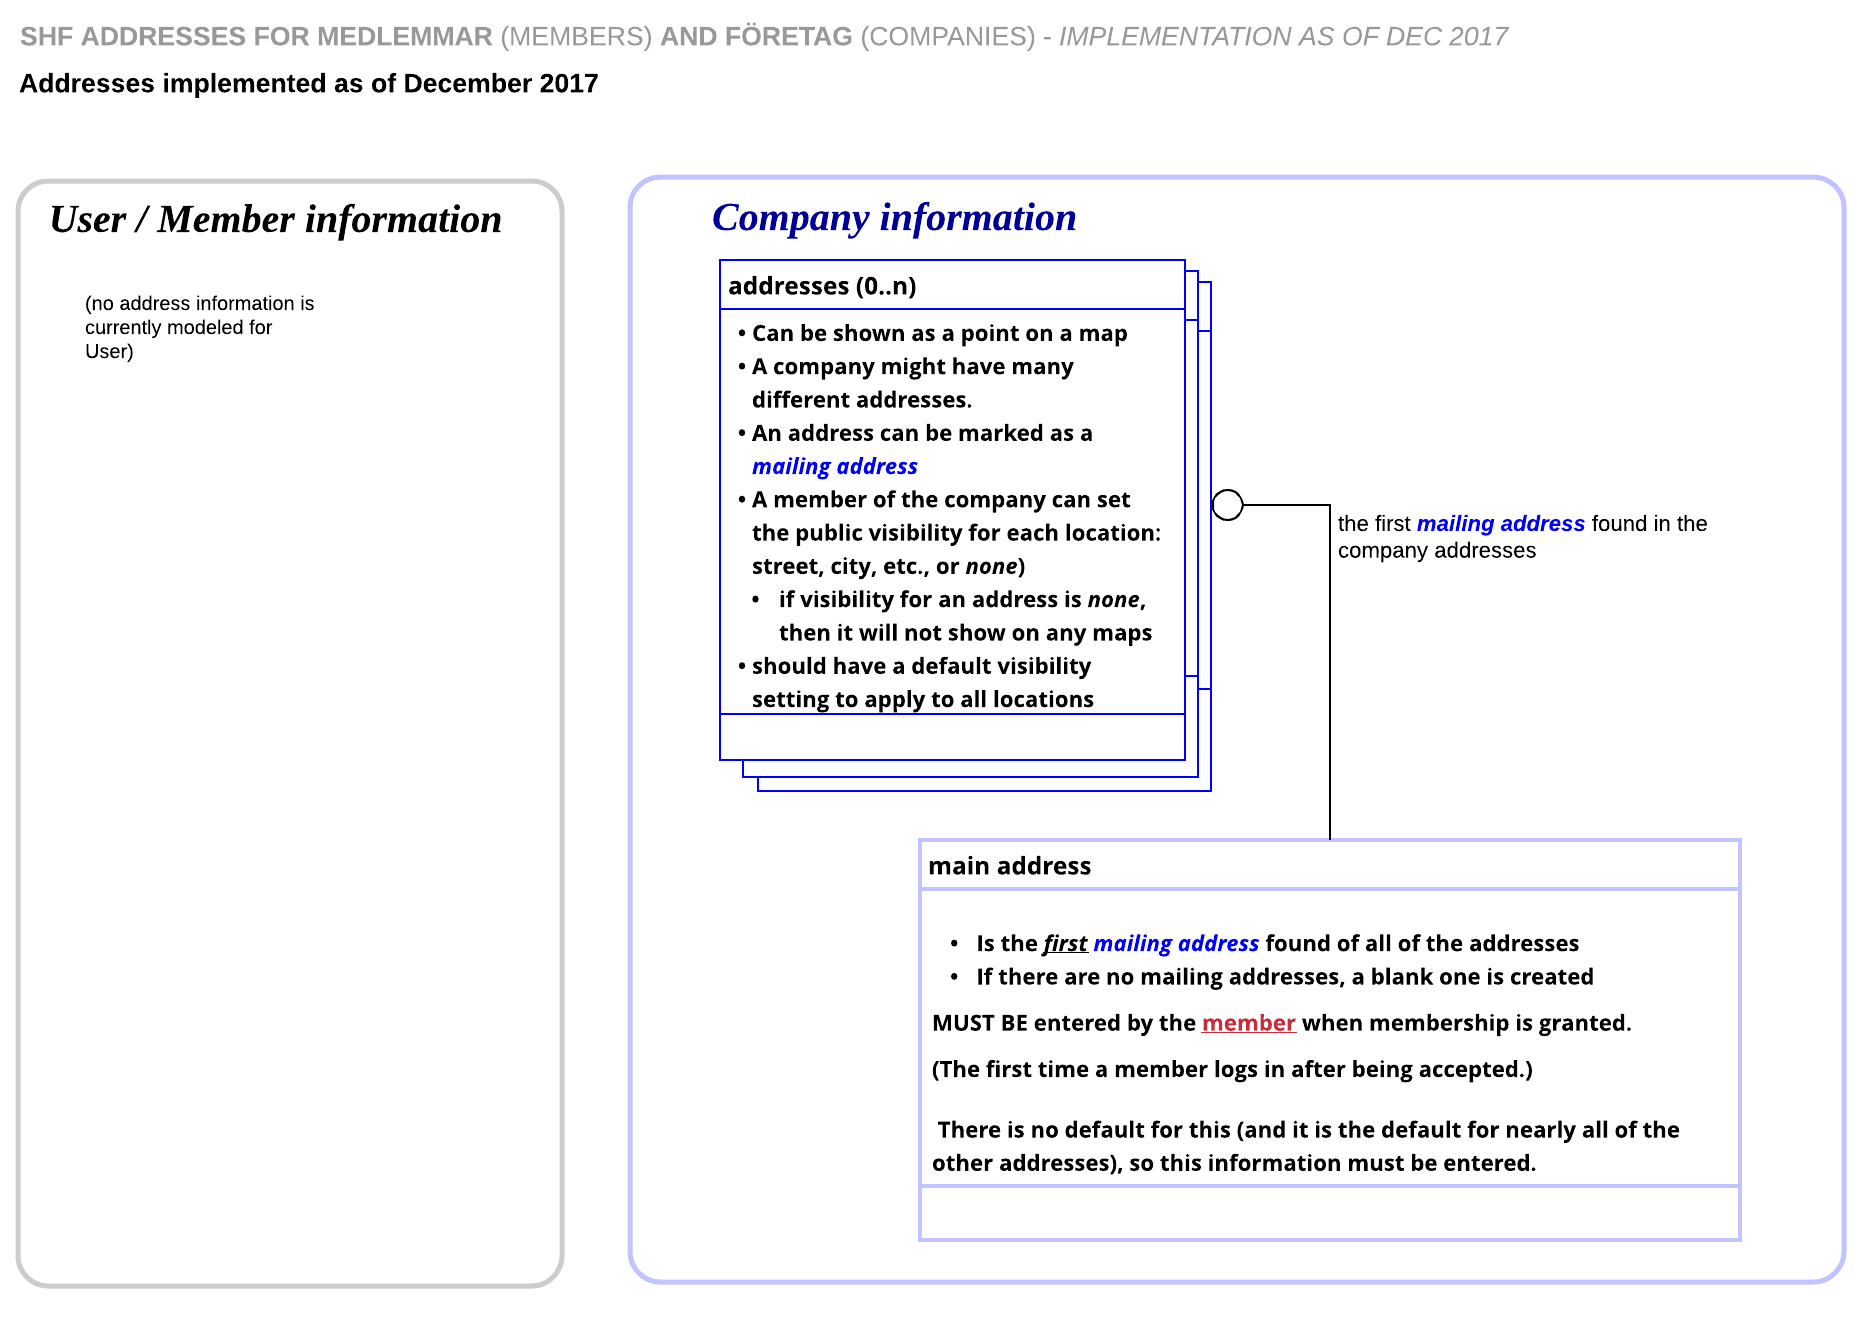 SHF ADDRESSES FOR MEDLEMMAR (MEMBERS) AND FÖRETAG (COMPANIES) - IMPLEMENTATION AS OF DEC 2017
Addresses implemented as of December 2017
User / Member information
(no address information is
currently modeled for
User)
Company information
addresses (0..n)
• Can be shown as a point on a map
• A company might have many
different addresses.
• An address can be marked as a
mailing address
• A member of the company can set
the public visibility for each location:
street, city, etc., or none)
• if visibility for an address is none,
then it will not show on any maps
• should have a default visibility
setting to apply to all locations
the first mailing address found in the
company addresses
main address
• Is the first mailing address found of all of the addresses
• If there are no mailing addresses, a blank one is created
MUST BE entered by the member when membership is granted.
(The first time a member logs in after being accepted.)
There is no default for this (and it is the default for nearly all of the
other addresses), so this information must be entered.